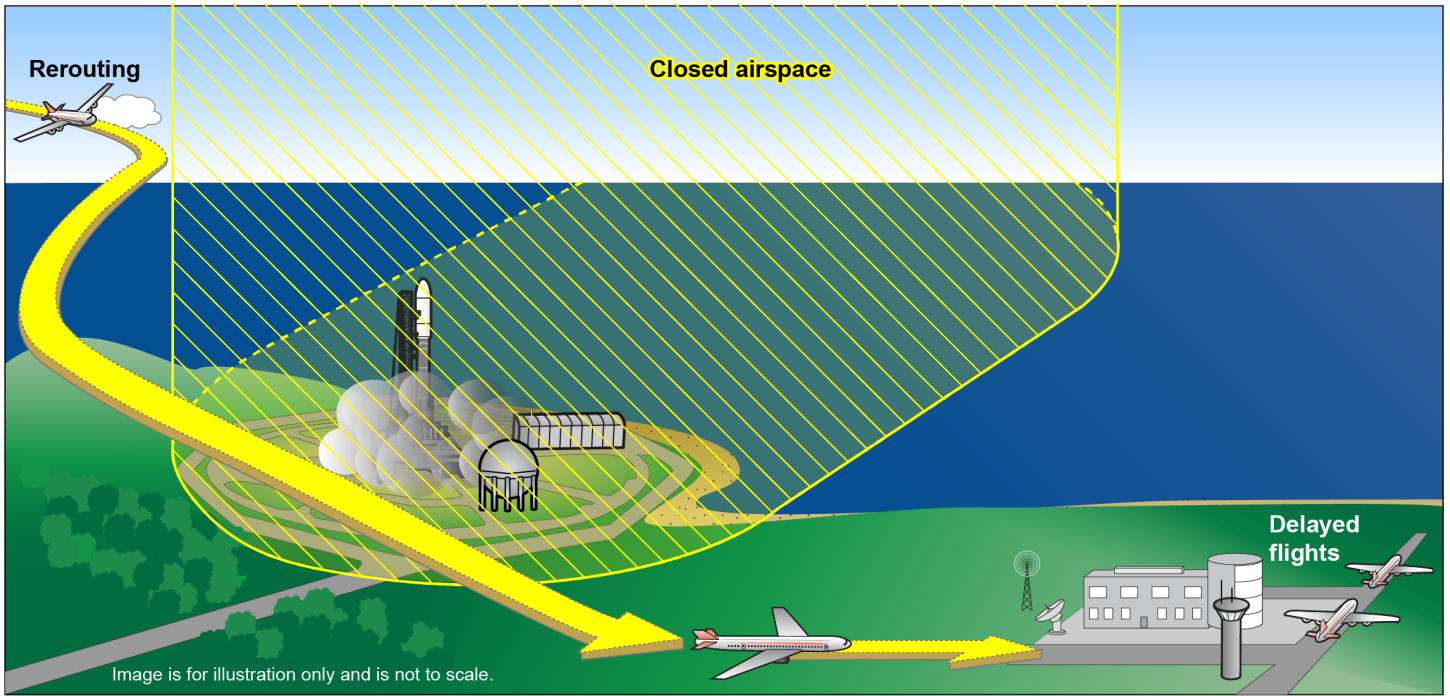 Rerouting
Closed airspace
Delayed
flights
Image is for illustration only and is not to scale.